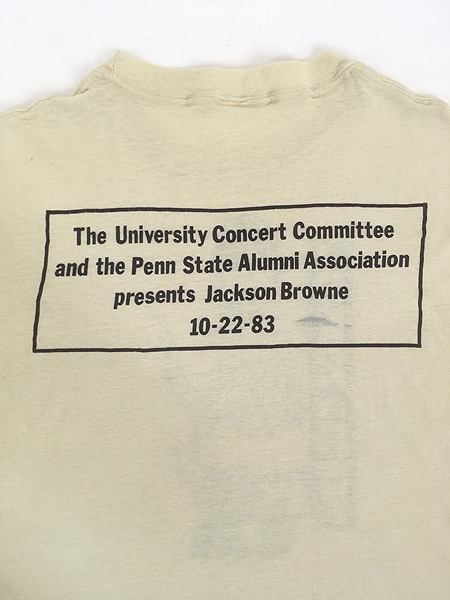 The University Concert Committee
and the Penn State Alumni Association
presents Jackson Browne
10-22-83